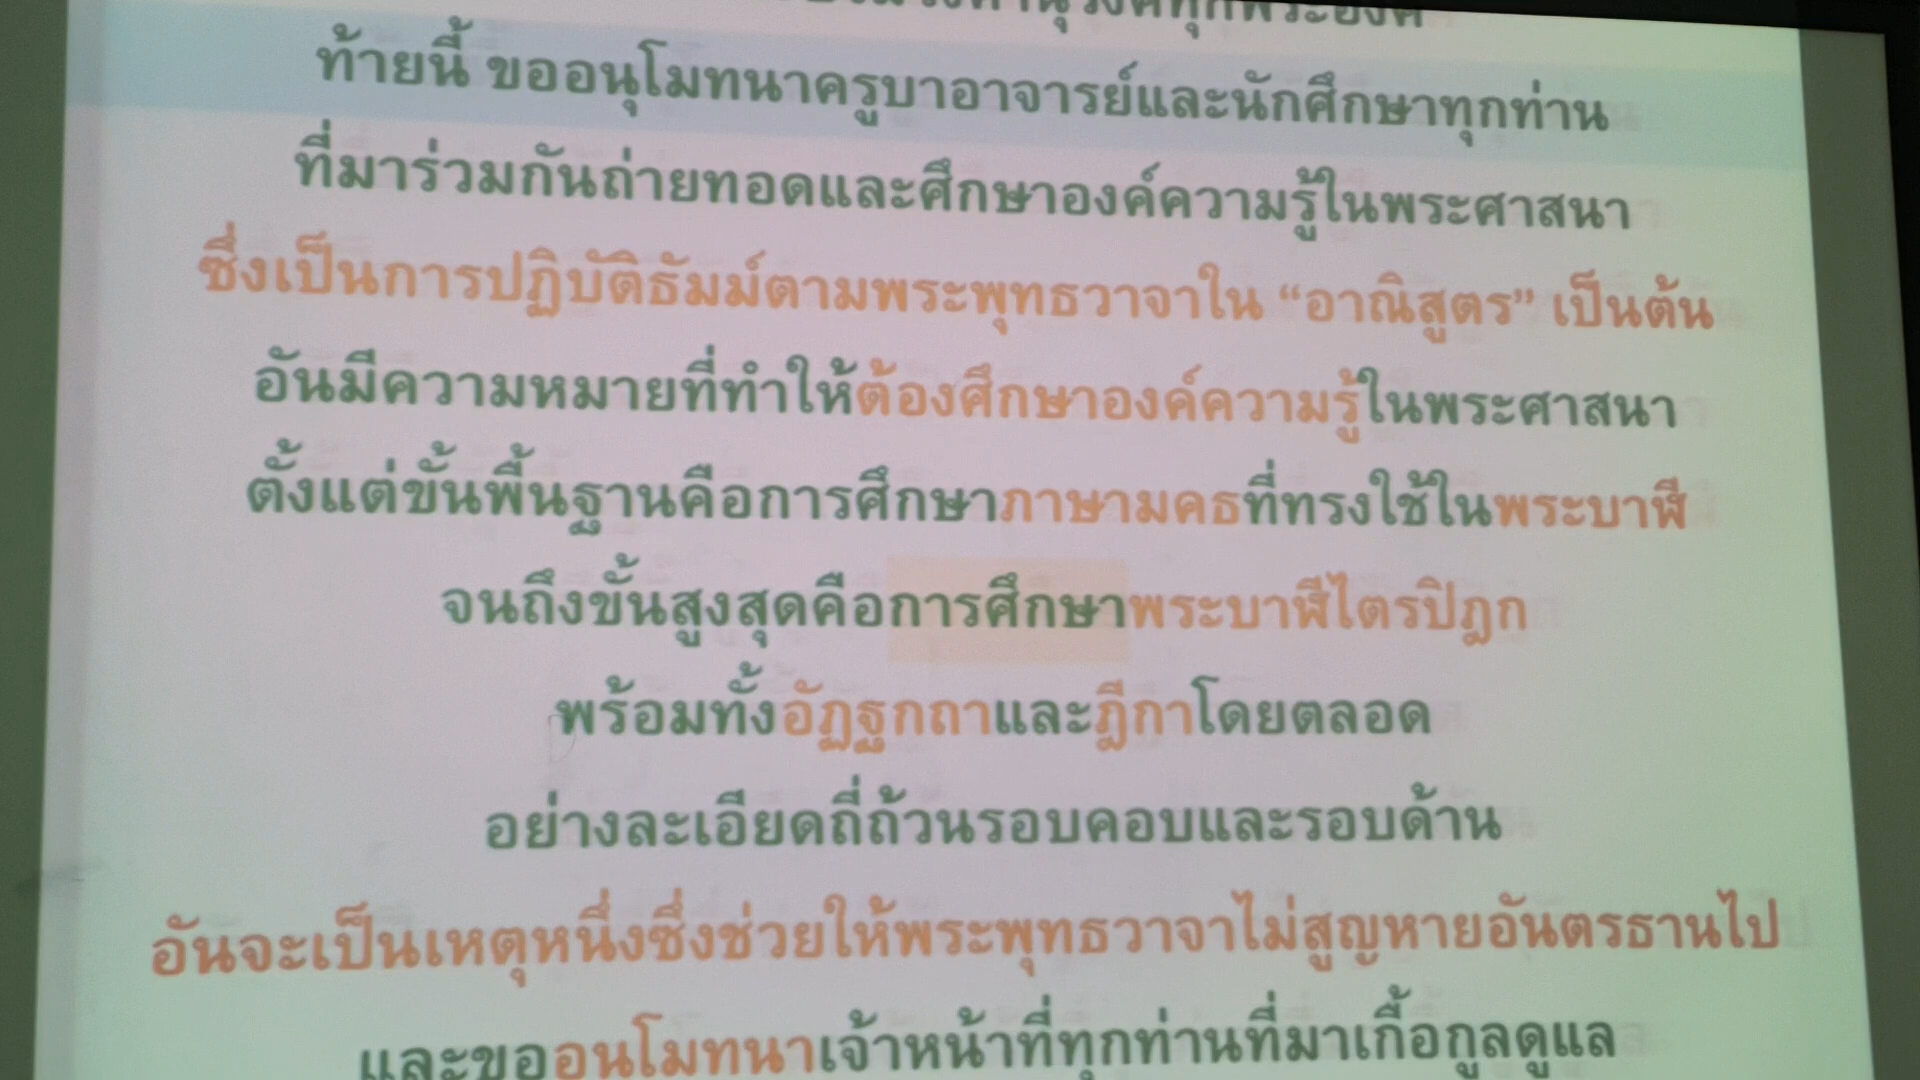 ทุกพระองค์
ท้ายนี้ ขออนุโมทนาครูบาอาจารย์และนักศึกษาทุกท่าน
ที่มาร่วมกันถ่ายทอดและศึกษาองค์ความรู้ในพระศาสนา
ซึ่งเป็นการปฏิบัติธัมม์ตามพระพุทธวาจาใน “อาณิสูตร” เป็นต้น
อันมีความหมายที่ทำให้ต้องศึกษาองค์ความรู้ในพระศาสนา
ตั้งแต่ขั้นพื้นฐานคือการศึกษาภาษามคธที่ทรงใช้ในพระบาฬี
จนถึงขั้นสูงสุดคือการศึกษาพระบาฬีไตรปิฎก
พร้อมทั้งอัฏฐกถาและฎีกาโดยตลอด
อย่างละเอียดถี่ถ้วนรอบคอบและรอบด้าน
อันจะเป็นเหตุหนึ่งซึ่งช่วยให้พระพุทธวาจาไม่สูญหายอันตรธานไป
และขออนุโมทนาเจ้าหน้าที่ทุกท่านที่มาเกื้อกูลดูแล